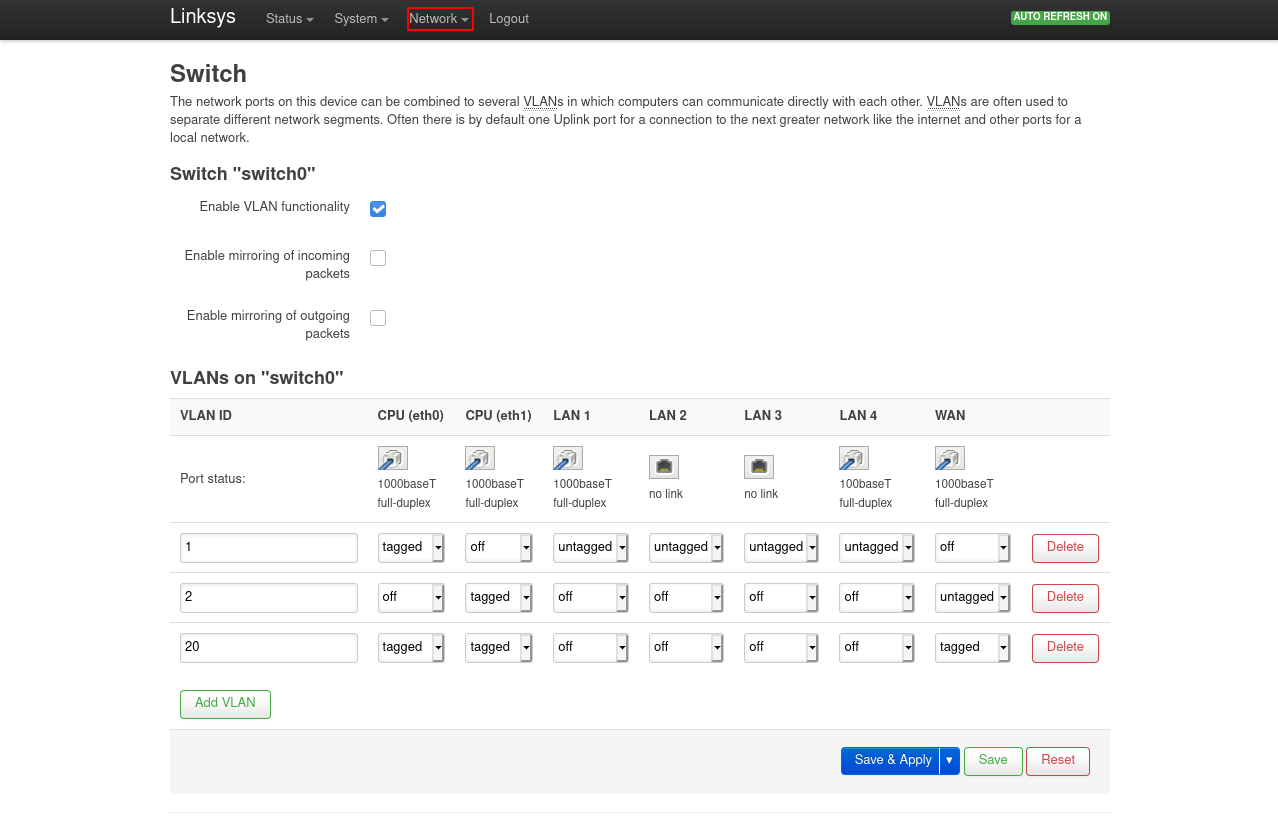 Linksys Status System Network Logout AUTO REFRESH ON
Switch
The network ports on this device can be combined to several VLANs in which computers can communicate directly with each other. VLANs are often used to
separate different network segments. Often there is by default one Uplink port for a connection to the next greater network like the internet and other ports for a
local network.
Switch "switch0"
Enable VLAN functionality
Enable mirroring of incoming
packets
Enable mirroring of outgoing
packets
VLANs on "switch0"
VLAN ID CPU (eth0) CPU (eth1) LAN 1 LAN 2 LAN 3 LAN 4 WAN
Port status:
1000baseT 1000baseT 1000baseT no link no link 100baseT 1000baseT
full-duplex full-duplex full-duplex full-duplex full-duplex
1 tagged off untagged untagged untagged untagged off Delete
2 off tagged off off off off untagged Delete
20 tagged tagged off off off off tagged Delete
Add VLAN
Save & Apply Save Reset